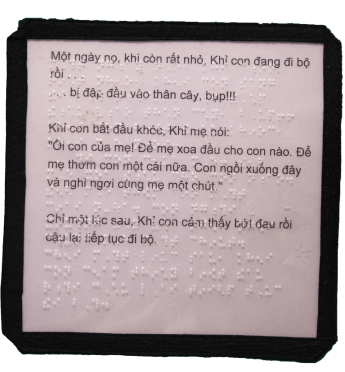 Một ngày nọ, khi còn rất nhỏ, Khỉ con đang đi bộ
rồi . . .
. . . bị đập đầu vào thân cây, bụp!!!
Khỉ con bắt đầu khóc, Khỉ mẹ nói:
"Ôi con của mẹ! Để mẹ xoa đầu cho con nào. Để
mẹ thơm con một cái nữa. Con ngồi xuống đây
và nghỉ ngơi cùng mẹ một chút."
Chỉ một lúc sau, Khỉ con cảm thấy bớt đau rồi
cậu lại tiếp tục đi bộ.